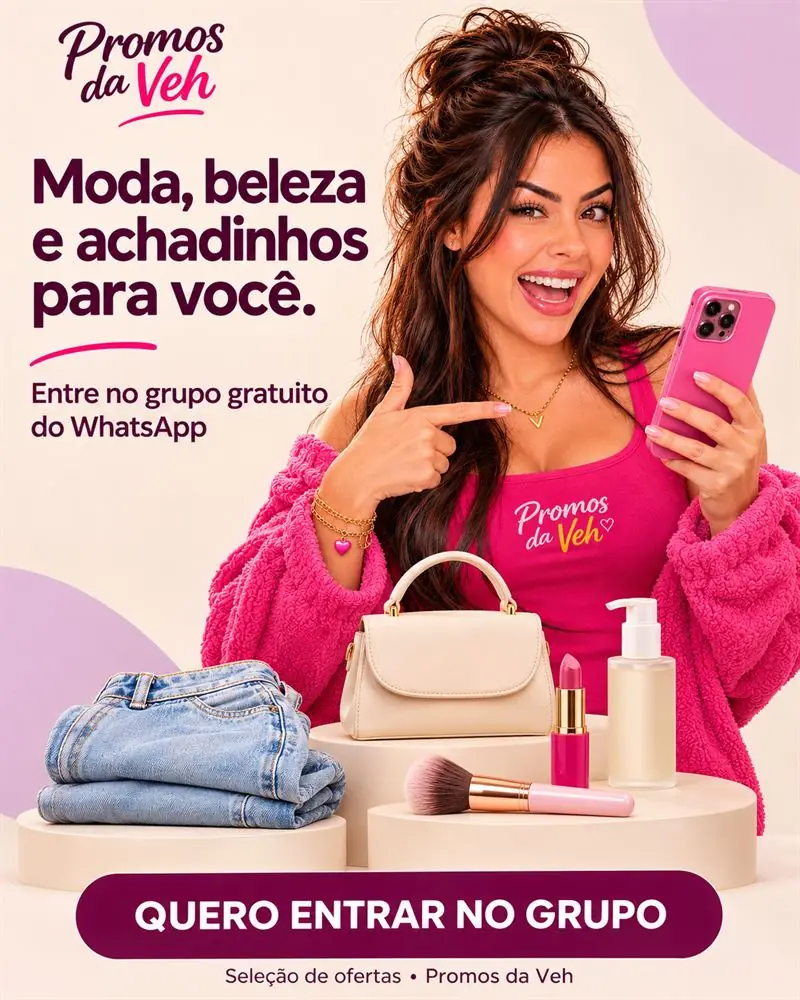 Promos
da Veh
Moda, beleza
e achadinhos
para você.
Entre no grupo gratuito
do WhatsApp
Promos
da Veh
QUERO ENTRAR NO GRUPO
Seleção de ofertas • Promos da Veh